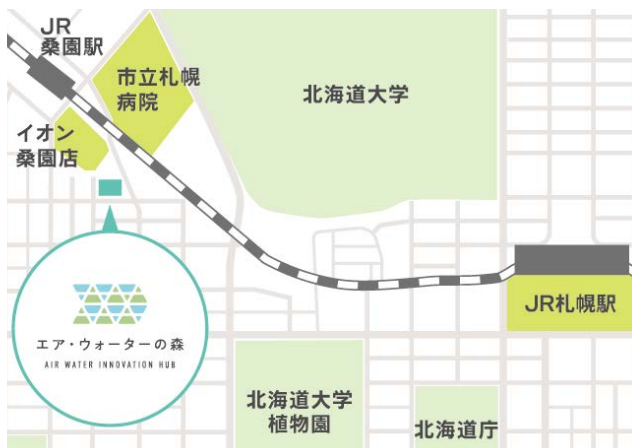 JR
桑園駅
市立札幌
病院
北海道大学
イオン
桑園店
JR札幌駅
エア・ウォーターの森
AIR WATER INNOVATION HUB
北海道大学
植物園
北海道庁